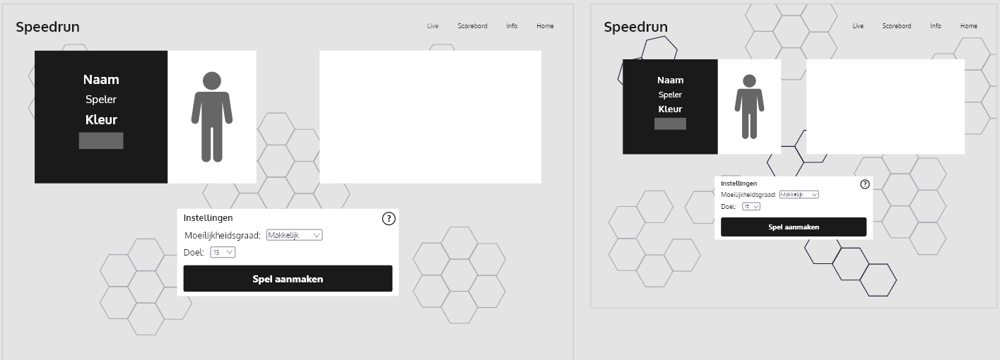 Speedrun
Live Scorebord Info Home
Naam
Speler
Kleur
Instellingen ?
Moeilijkheidsgraad: Makkelijk
Doel: 15
Spel aanmaken
Speedrun
Live Scorebord Info Home
Naam
Speler
Kleur
Instellingen ?
Moeilijkheidsgraad: Makkelijk
Doel: 15
Spel aanmaken